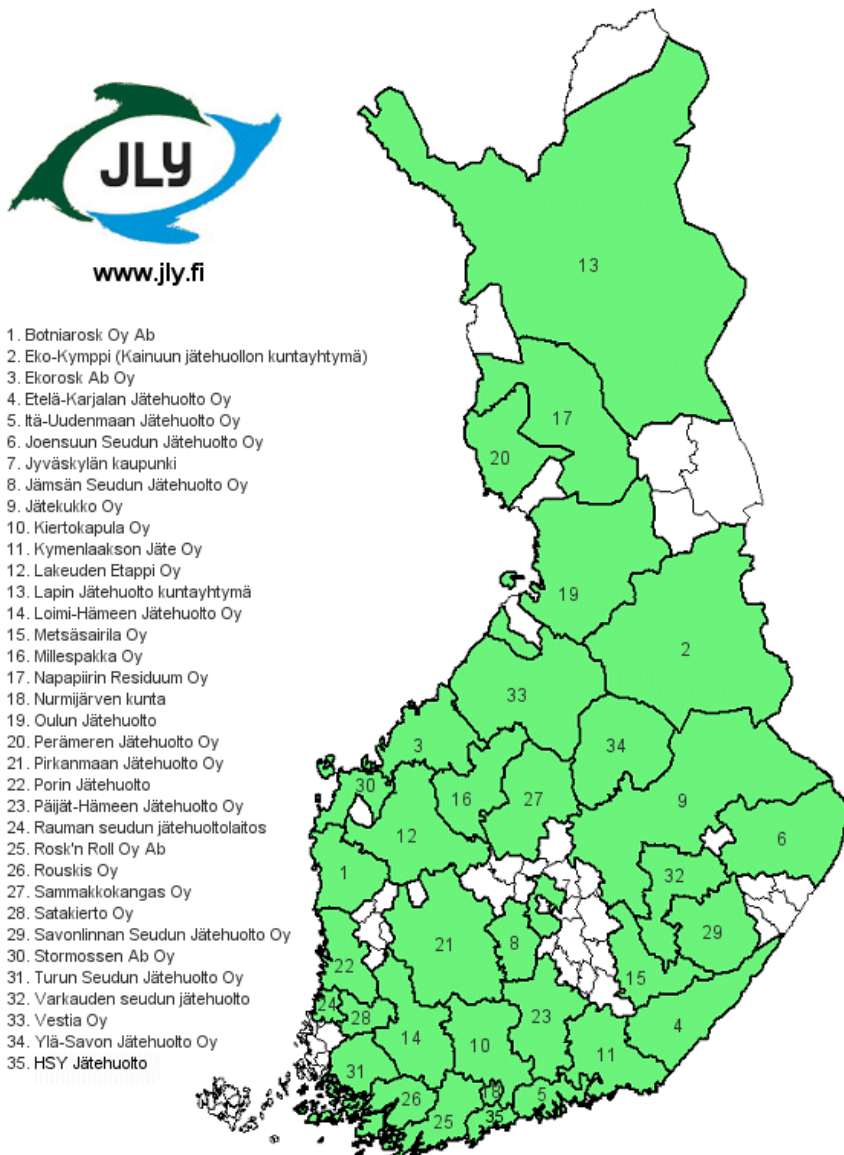 JLY
www.jly.fi
1. Botniarosk Oy Ab
2. Eko-Kymppi (Kainuun jätehuollon kuntayhtymä)
3. Ekorosk Ab Oy
4. Etelä-Karjalan Jätehuolto Oy
5. Itä-Uudenmaan Jätehuolto Oy
6. Joensuun Seudun Jätehuolto Oy
7. Jyväskylän kaupunki
8. Jämsän Seudun Jätehuolto Oy
9. Jätekukko Oy
10. Kiertokapula Oy
11. Kymenlaakson Jäte Oy
12. Lakeuden Etappi Oy
13. Lapin Jätehuolto kuntayhtymä
14. Loimi-Hämeen Jätehuolto Oy
15. Metsäsairila Oy
16. Millespakka Oy
17. Napapiirin Residuum Oy
18. Nurmijärven kunta
19. Oulun Jätehuolto
20. Perämeren Jätehuolto Oy
21. Pirkanmaan Jätehuolto Oy
22. Porin Jätehuolto
23. Päijät-Hämeen Jätehuolto Oy
24. Rauman seudun jätehuoltolaitos
25. Rosk'n Roll Oy Ab
26. Rouskis Oy
27. Sammakkokangas Oy
28. Satakierto Oy
29. Savonlinnan Seudun Jätehuolto Oy
30. Stormossen Ab Oy
31. Turun Seudun Jätehuolto Oy
32. Varkauden seudun jätehuolto
33. Vestia Oy
34. Ylä-Savon Jätehuolto Oy
35. HSY Jätehuolto
13
17
20
19
2
33
3
34
30
16
27
9
12
6
1
32
7
29
21
8
22
15
24
28
23
4
14
10
11
31
26
18
5
25
35